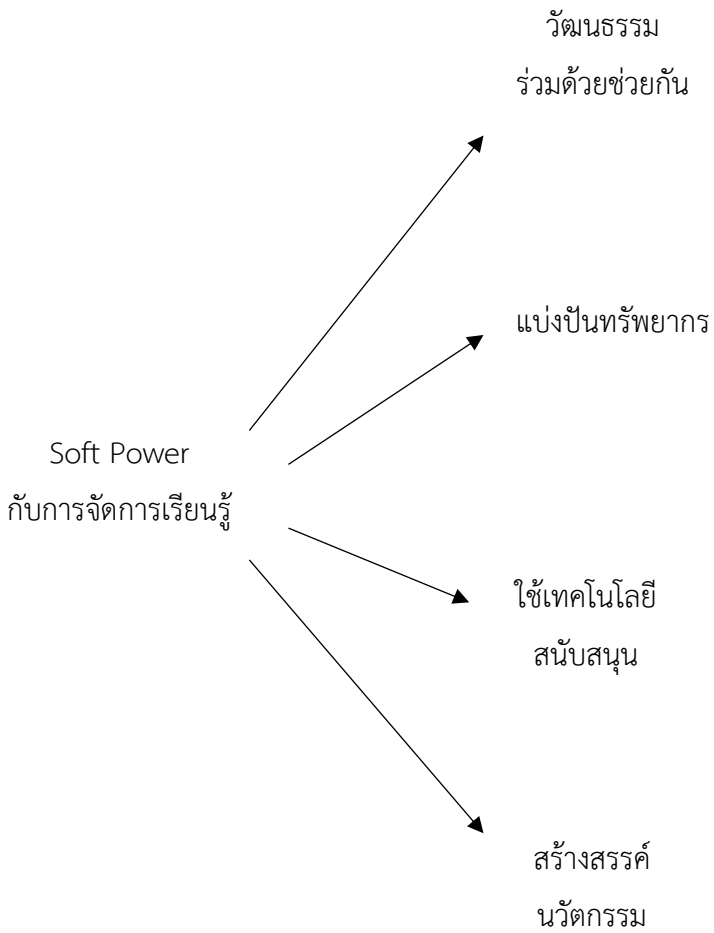 วัฒนธรรม
ร่วมด้วยช่วยกัน
แบ่งปันทรัพยากร
Soft Power
กับการจัดการเรียนรู้
ใช้เทคโนโลยี
สนับสนุน
สร้างสรรค์
นวัตกรรม